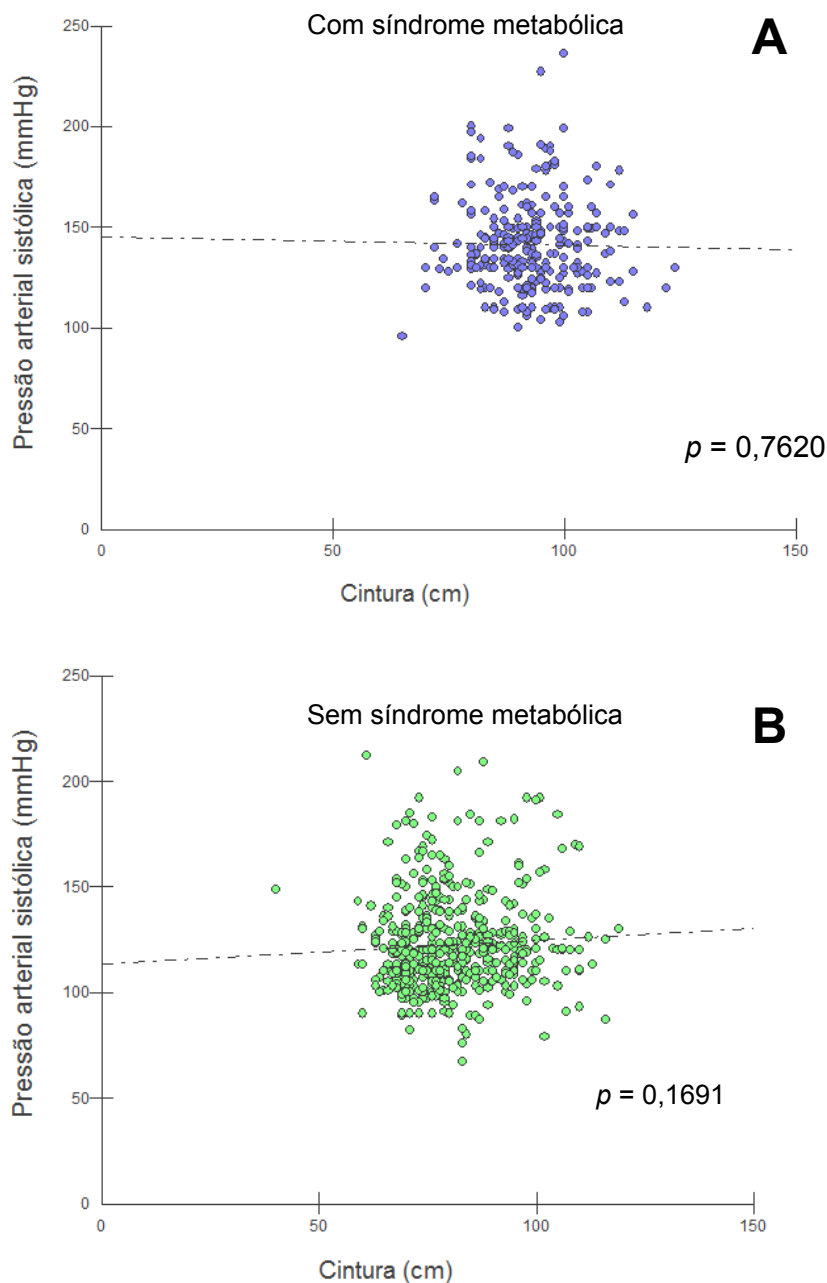 Com síndrome metabólica
A
Pressão arterial sistólica (mmHg)
250
200
150
100
50
0
0
50
100
150
p = 0,7620
Cintura (cm)
Sem síndrome metabólica
B
Pressão arterial sistólica (mmHg)
250
200
150
100
50
0
0
50
100
150
p = 0,1691
Cintura (cm)